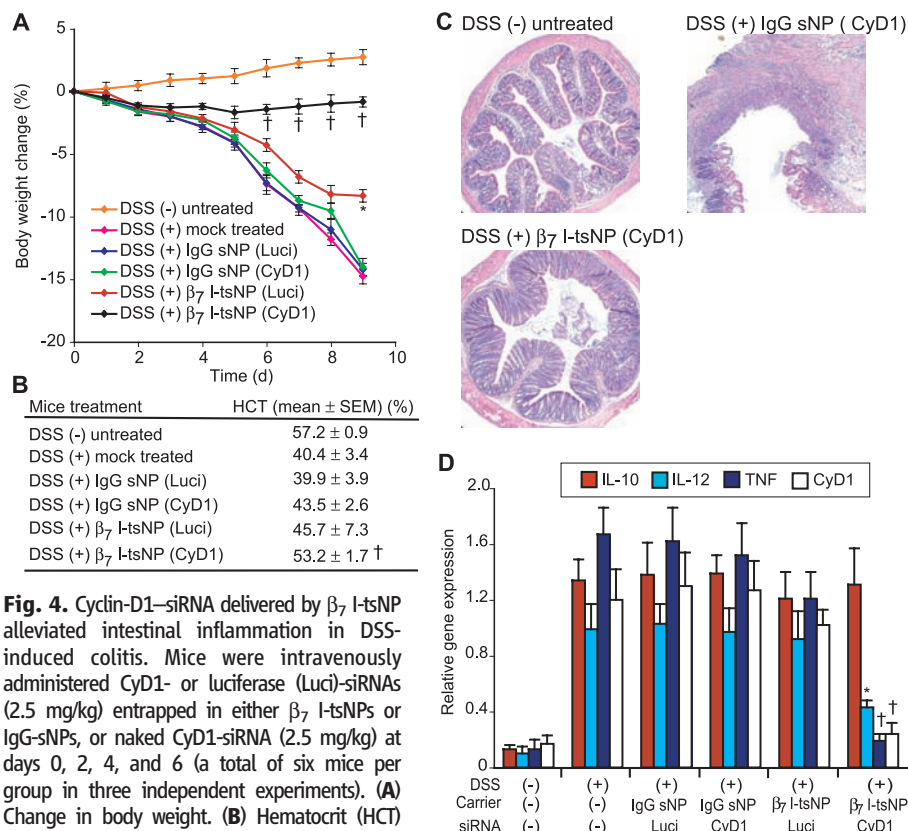 A
5
0
-5
-10
-15
-20
Body weight change (%)
0 2 4 6 8 10
Time (d)
† † † †
*
DSS (-) untreated
DSS (+) mock treated
DSS (+) IgG sNP (Luci)
DSS (+) IgG sNP (CyD1)
DSS (+) β7 I-tsNP (Luci)
DSS (+) β7 I-tsNP (CyD1)
B
Mice treatment HCT (mean ± SEM) (%)
DSS (-) untreated 57.2 ± 0.9
DSS (+) mock treated 40.4 ± 3.4
DSS (+) IgG sNP (Luci) 39.9 ± 3.9
DSS (+) IgG sNP (CyD1) 43.5 ± 2.6
DSS (+) β7 I-tsNP (Luci) 45.7 ± 7.3
DSS (+) β7 I-tsNP (CyD1) 53.2 ± 1.7 †
Fig. 4. Cyclin-D1–siRNA delivered by β7 I-tsNP
alleviated intestinal inflammation in DSS-
induced colitis. Mice were intravenously
administered CyD1- or luciferase (Luci)-siRNAs
(2.5 mg/kg) entrapped in either β7 I-tsNPs or
IgG-sNPs, or naked CyD1-siRNA (2.5 mg/kg) at
days 0, 2, 4, and 6 (a total of six mice per
group in three independent experiments). (A)
Change in body weight. (B) Hematocrit (HCT)
C
DSS (-) untreated
DSS (+) IgG sNP ( CyD1)
DSS (+) β7 I-tsNP (CyD1)
D
IL-10 IL-12 TNF CyD1
2.0
1.6
1.2
0.8
0.4
0
Relative gene expression
* † †
DSS (-) (+) (+) (+) (+) (+)
Carrier (-) (-) IgG sNP IgG sNP β7 I-tsNP β7 I-tsNP
siRNA (-) (-) Luci CyD1 Luci CyD1